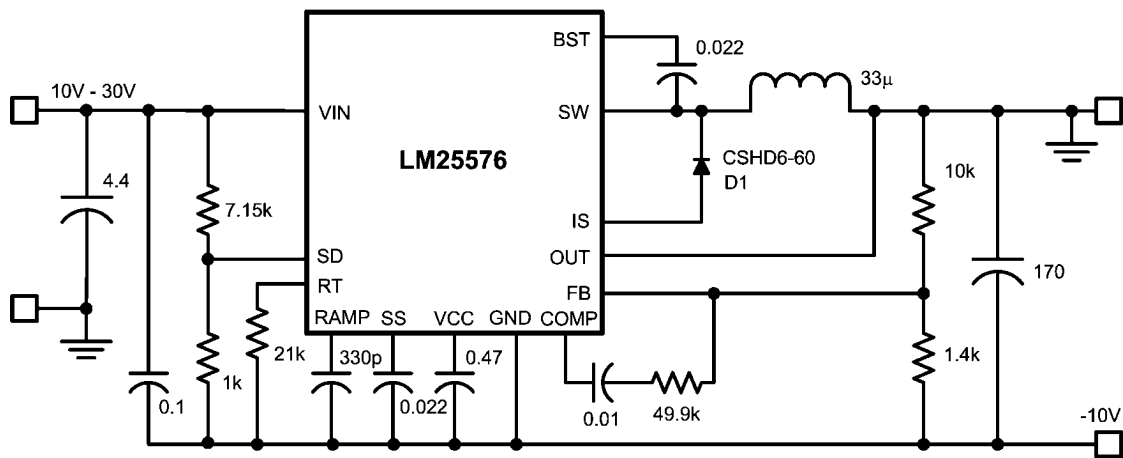 BST
0.022
33µ
10V - 30V
VIN
SW
LM25576
CSHD6-60
D1
10k
4.4
7.15k
IS
SD
OUT
170
RT
FB
RAMP
SS
VCC
GND
COMP
21k
330p
0.47
1.4k
1k
0.1
0.022
0.01
49.9k
-10V